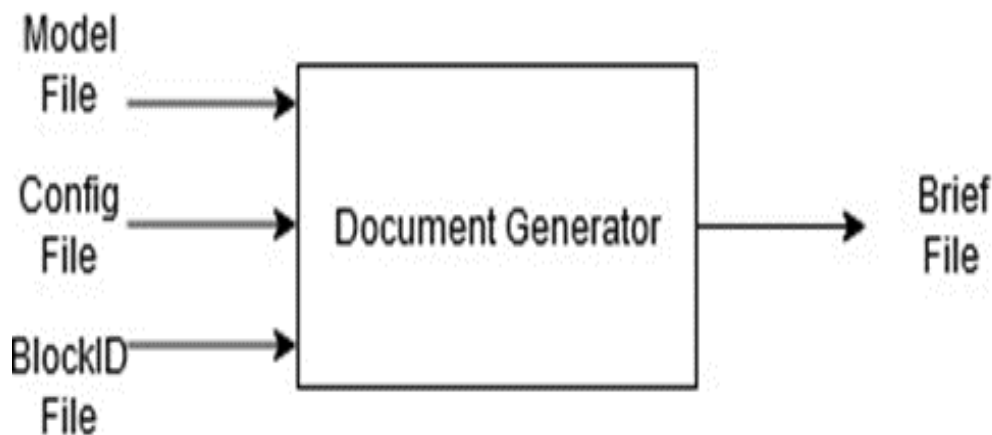 Model
File
Config
File
BlockID
File
Document Generator
Brief
File